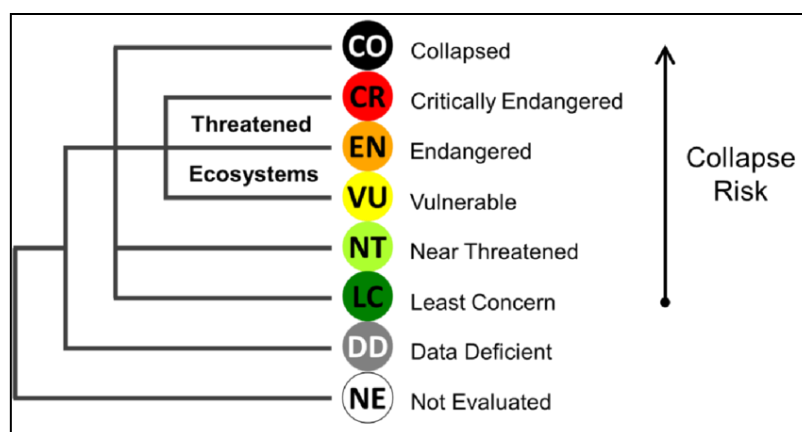 CO Collapsed
CR Critically Endangered
Threatened
EN Endangered
Ecosystems
VU Vulnerable
NT Near Threatened
LC Least Concern
DD Data Deficient
NE Not Evaluated
Collapse
Risk